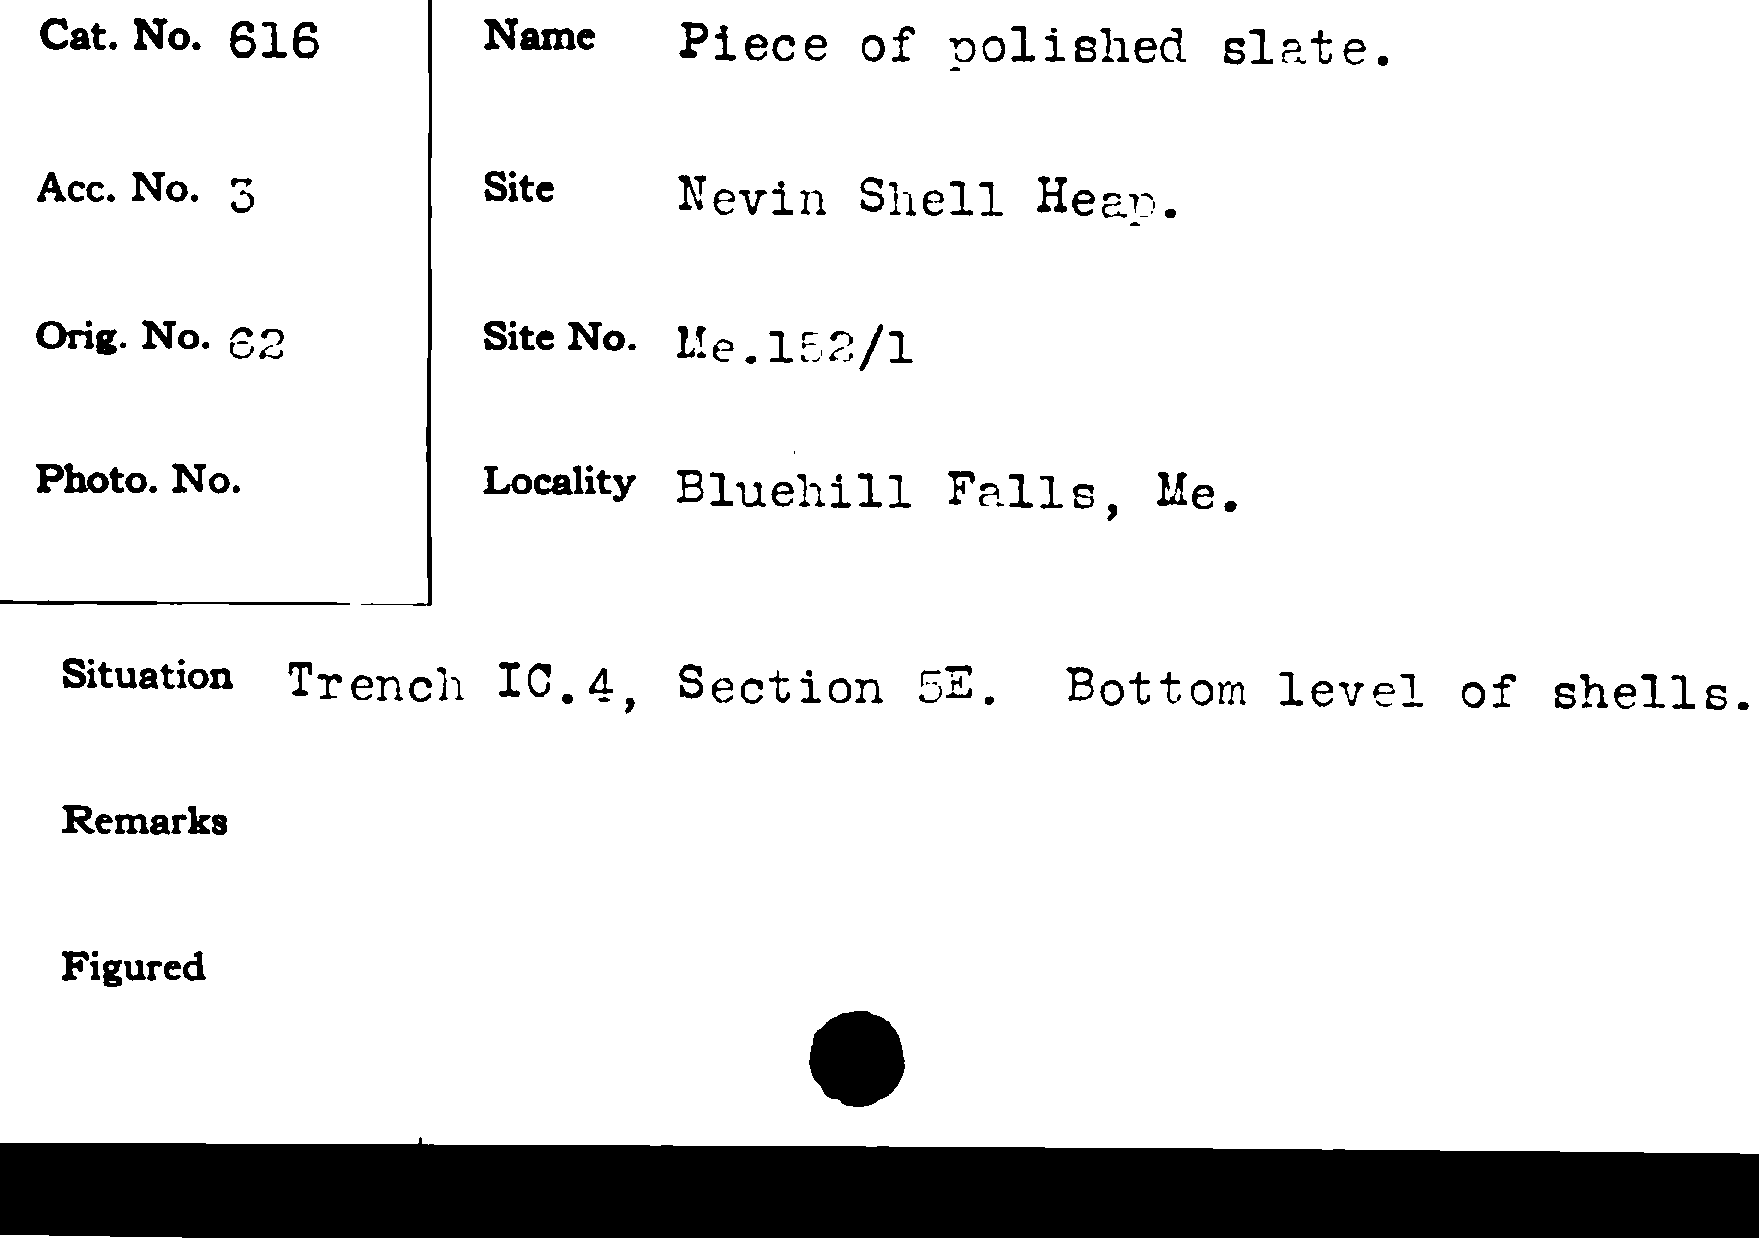 Cat. No. 616
Name Piece of polished slate.
Acc. No. 3
Site Nevin Shell Heap.
Orig. No. 62
Site No. Me.152/1
Photo. No.
Locality Bluehill Falls, Me.
Situation Trench IC.4, Section 5E. Bottom level of shells.
Remarks
Figured